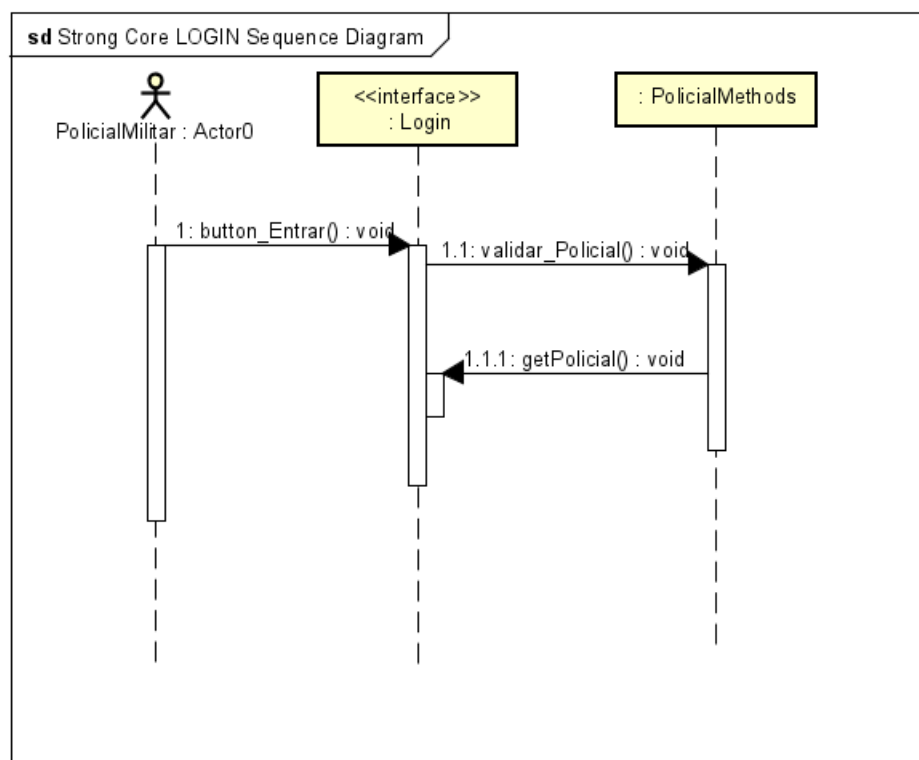 sd Strong Core LOGIN Sequence Diagram
<<interface>>
: Login
: PolicialMethods
PolicialMilitar : Actor0
1: button_Entrar() : void
1.1: validar_Policial() : void
1.1.1: getPolicial() : void